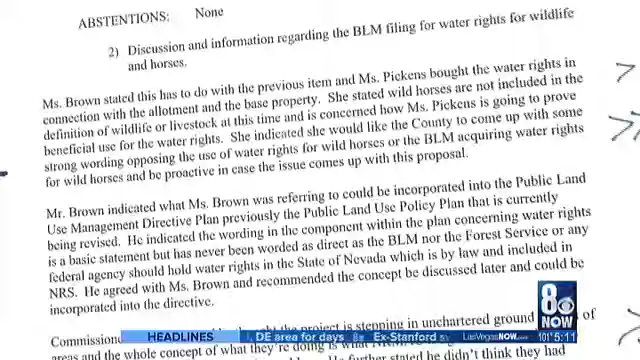 ABSTENTIONS: None
2) Discussion and information regarding the BLM filing for water rights for wildlife
and horses.
Ms. Brown stated this has to do with the previous item and Ms. Pickens bought the water rights in
connection with the allotment and the base property. She stated wild horses are not included in the
definition of wildlife or livestock at this time and is concerned how Ms. Pickens is going to prove
beneficial use for the water rights. She indicated she would like the County to come up with some
strong wording opposing the use of water rights for wild horses or the BLM acquiring water rights
for wild horses and be proactive in case the issue comes up with this proposal.
Mr. Brown indicated what Ms. Brown was referring to could be incorporated into the Public Land
Use Management Directive Plan previously the Public Land Use Policy Plan that is currently
being revised. He indicated the wording in the component within the plan concerning water rights
is a basic statement but has never been worded as direct as the BLM nor the Forest Service or any
federal agency should hold water rights in the State of Nevada which is by law and included in
NRS. He agreed with Ms. Brown and recommended the concept be discussed later and could be
incorporated into the directive.
Commissione the project is stepping in unchartered ground of
areas and the whole concept of what they're doing is what
He further stated he didn't think they had
8 NOW
HEADLINES DE area for days 8 Ex-Stanford LasVegasNOW.com 101° 5:11